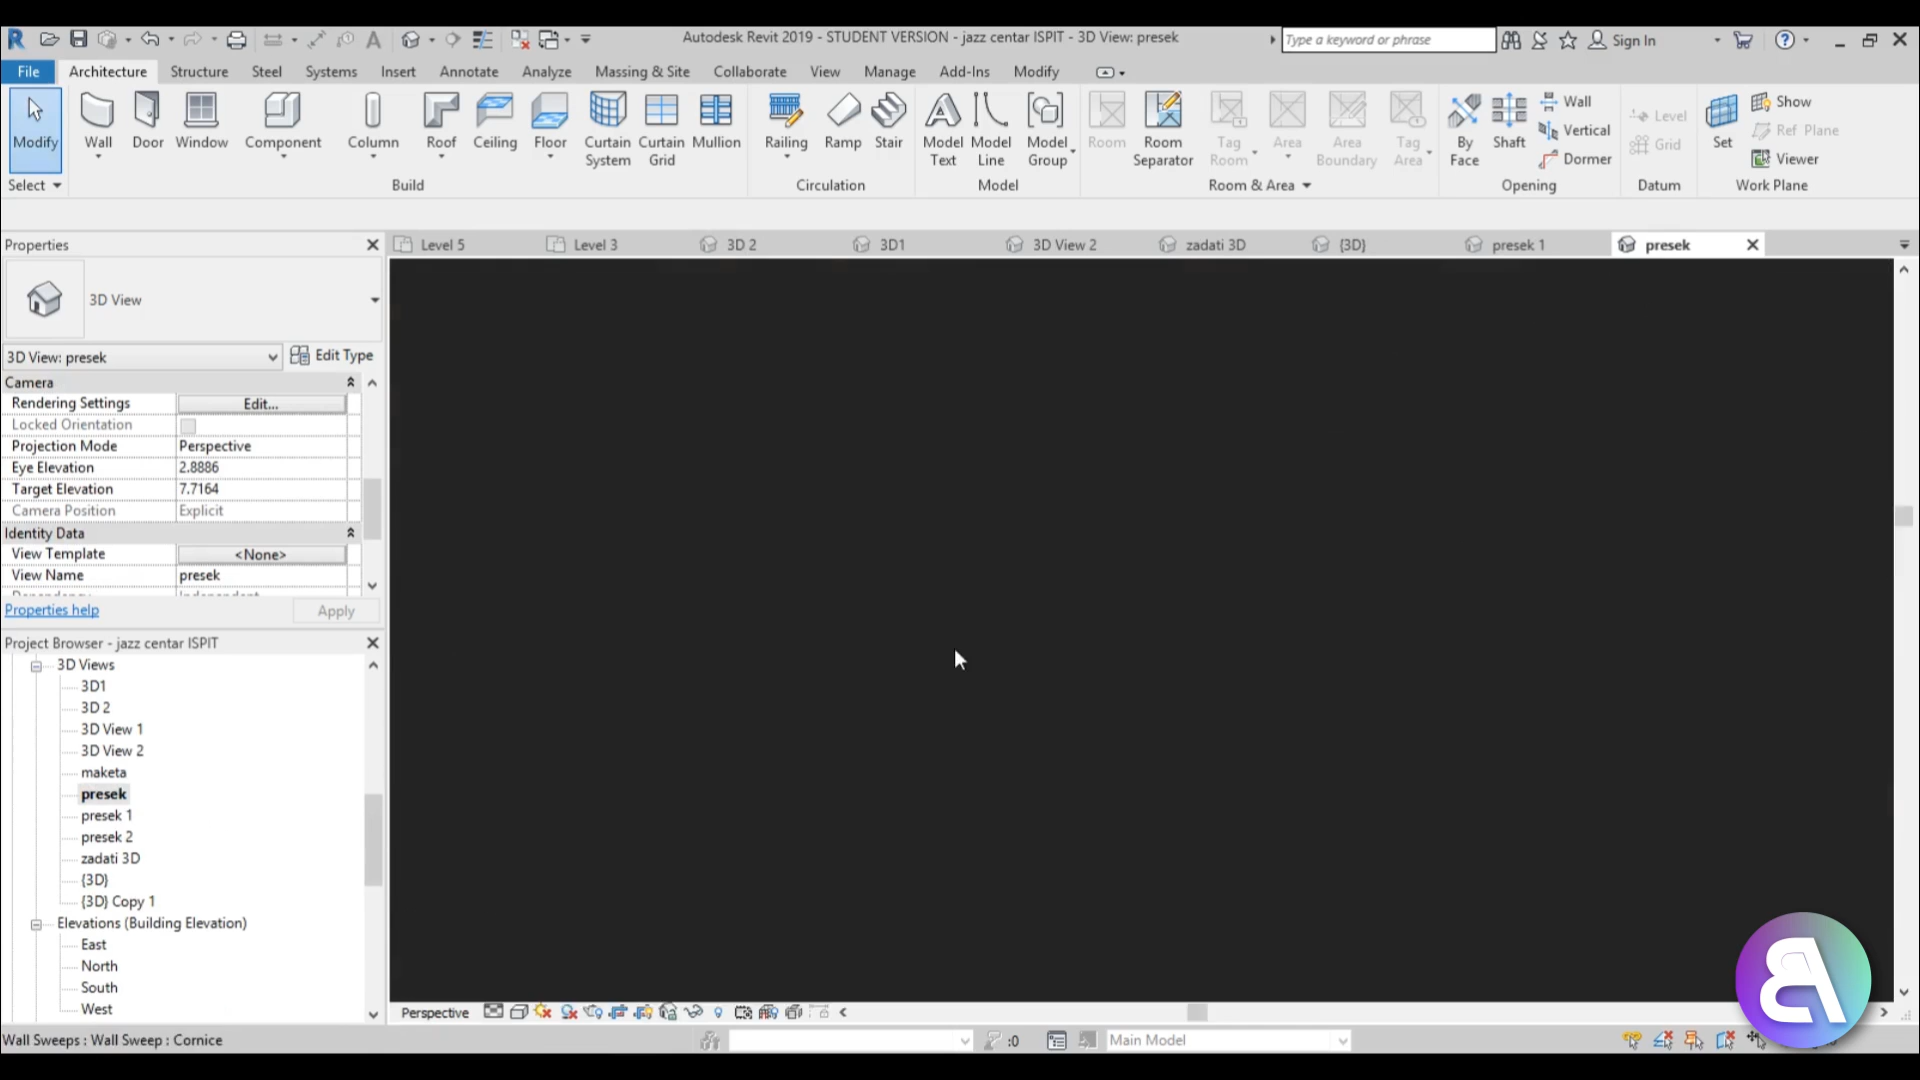 Autodesk Revit 2019 - STUDENT VERSION - jazz centar ISPIT - 3D View: presek
Type a keyword or phrase
Sign In
File Architecture Structure Steel Systems Insert Annotate Analyze Massing & Site Collaborate View Manage Add-Ins Modify
Modify
Wall Door Window Component Column Roof Ceiling Floor Curtain System Curtain Grid Mullion
Railing Ramp Stair
Model Text Model Line Model Group
Room Room Separator Tag Room Area Area Boundary Tag Area
By Face Shaft Wall Vertical Dormer
Level Grid
Set Show Ref Plane Viewer
Select Build Circulation Model Room & Area Opening Datum Work Plane
Properties
Level 5 Level 3 3D 2 3D1 3D View 2 zadati 3D {3D} presek 1 presek
3D View
3D View: presek Edit Type
Camera
Rendering Settings Edit...
Locked Orientation
Projection Mode Perspective
Eye Elevation 2.8886
Target Elevation 7.7164
Camera Position Explicit
Identity Data
View Template <None>
View Name presek
Properties help Apply
Project Browser - jazz centar ISPIT
3D Views
3D1
3D 2
3D View 1
3D View 2
maketa
presek
presek 1
presek 2
zadati 3D
{3D}
{3D} Copy 1
Elevations (Building Elevation)
East
North
South
West
Perspective
Wall Sweeps : Wall Sweep : Cornice
:0
Main Model